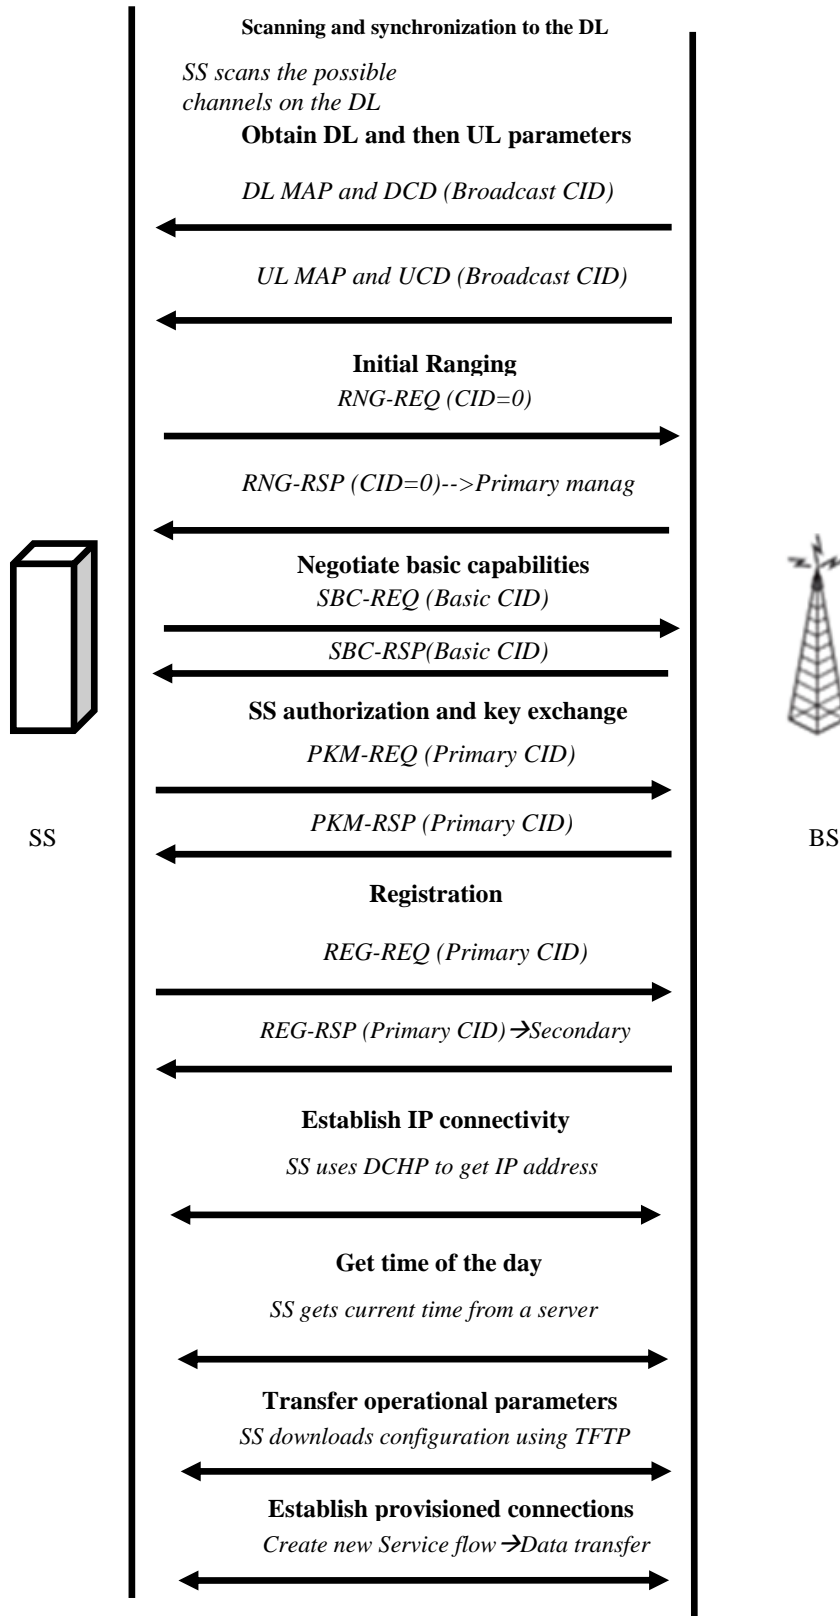 Scanning and synchronization to the DL
SS scans the possible
channels on the DL
Obtain DL and then UL parameters
DL MAP and DCD (Broadcast CID)
UL MAP and UCD (Broadcast CID)
Initial Ranging
RNG-REQ (CID=0)
RNG-RSP (CID=0)-->Primary manag
Negotiate basic capabilities
SBC-REQ (Basic CID)
SBC-RSP(Basic CID)
SS authorization and key exchange
PKM-REQ (Primary CID)
PKM-RSP (Primary CID)
SS
BS
Registration
REG-REQ (Primary CID)
REG-RSP (Primary CID)→Secondary
Establish IP connectivity
SS uses DCHP to get IP address
Get time of the day
SS gets current time from a server
Transfer operational parameters
SS downloads configuration using TFTP
Establish provisioned connections
Create new Service flow→Data transfer